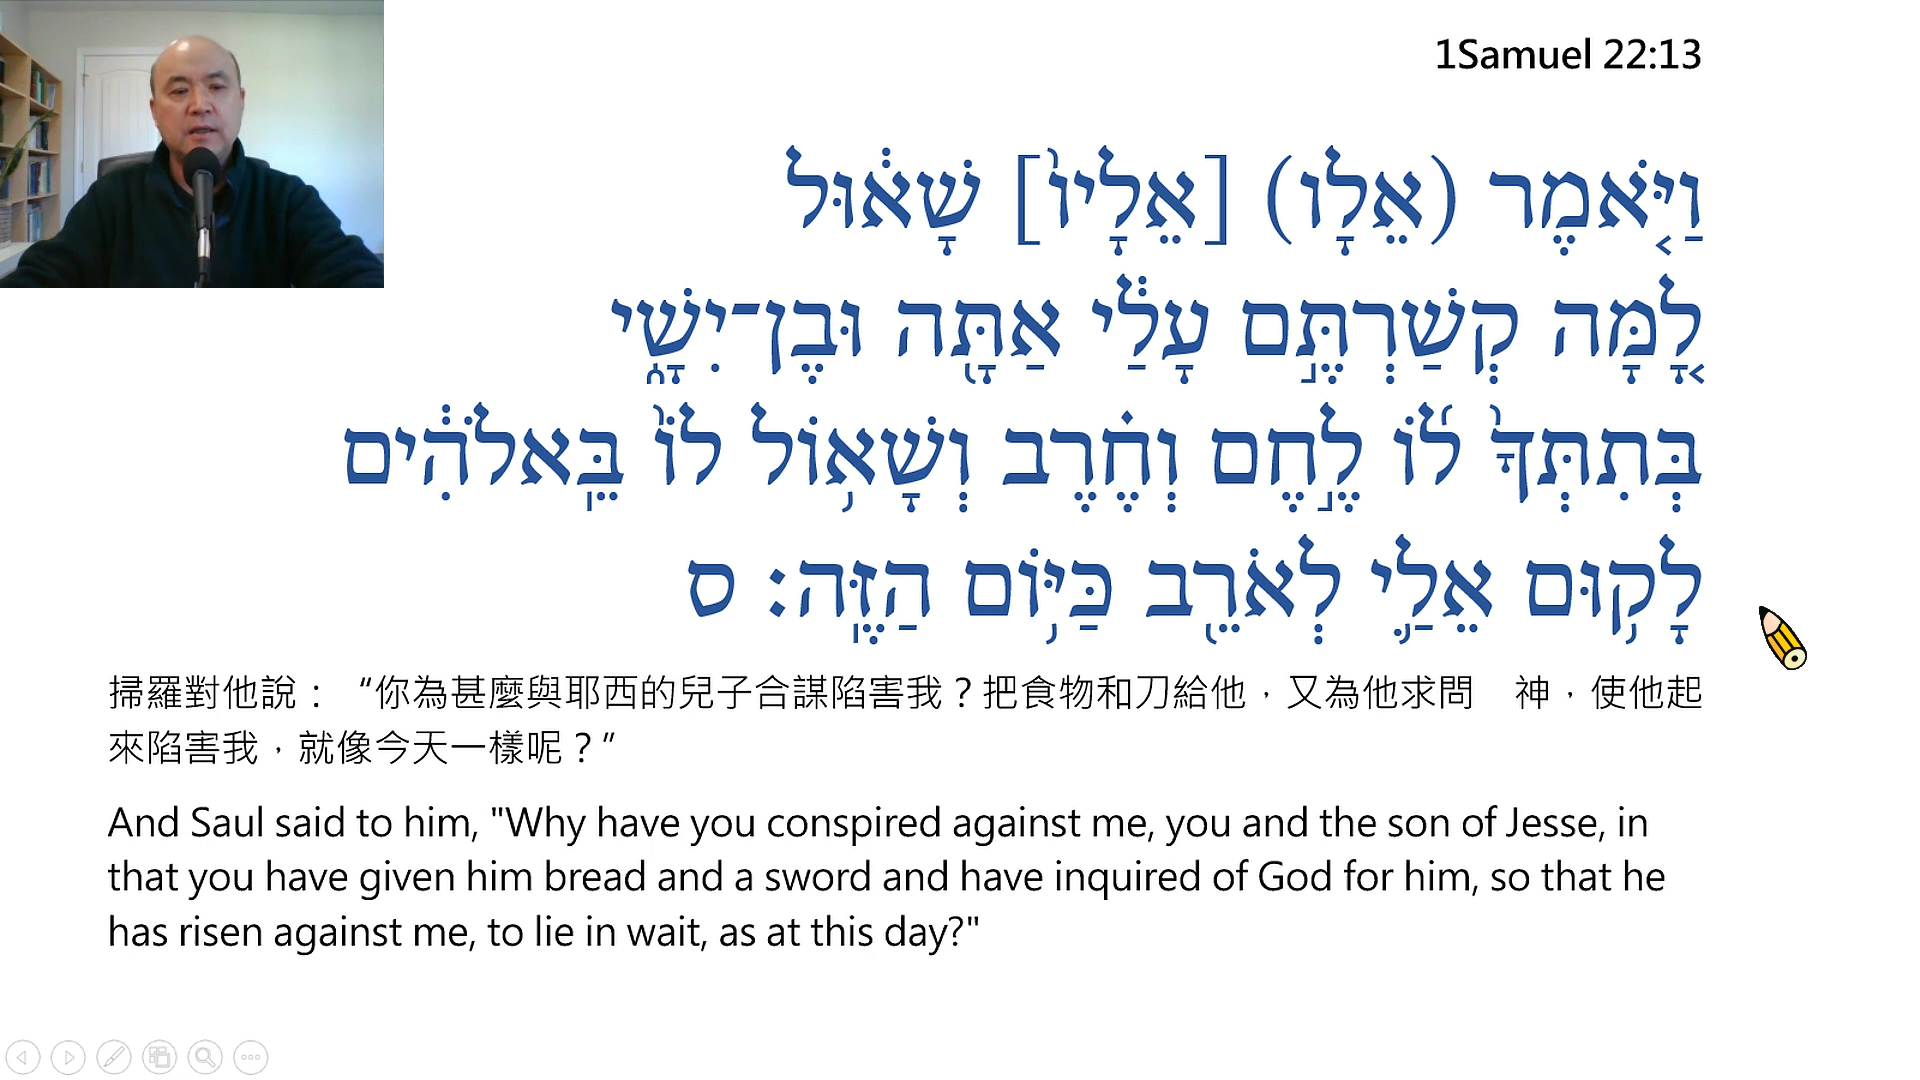 1Samuel 22:13
וַיֹּ֤אמֶר (אֵלָו) [אֵלָיו֙] שָׁא֔וּל
לָ֤מָּה קְשַׁרְתֶּ֣ם עָלַ֔י אַתָּ֖ה וּבֶן־יִשָׁ֑י
בְּתִתְּךָ֨ ל֜וֹ לֶ֣חֶם וְחֶ֗רֶב וְשָׁא֥וֹל לוֹ֙ בֵּֽאלֹהִ֔ים
לָק֥וּם אֵלַ֛י לְאֹרֵ֖ב כַּיּ֥וֹם הַזֶּֽה׃ ס
掃羅對他說：“你為甚麼與耶西的兒子合謀陷害我？把食物和刀給他，又為他求問　神，使他起
來陷害我，就像今天一樣呢？”
And Saul said to him, "Why have you conspired against me, you and the son of Jesse, in
that you have given him bread and a sword and have inquired of God for him, so that he
has risen against me, to lie in wait, as at this day?"